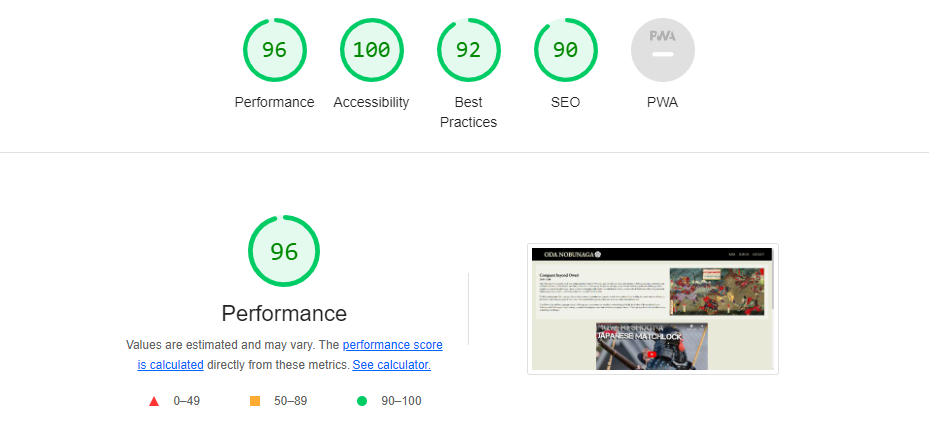 96
100
92
90
PWA
Performance
Accessibility
Best
Practices
SEO
PWA
96
Performance
Values are estimated and may vary. The performance score
is calculated directly from these metrics. See calculator.
0–49
50–89
90–100
ODA NOBUNAGA
Conquest beyond Owari
JAPANESE MATCHLOCK